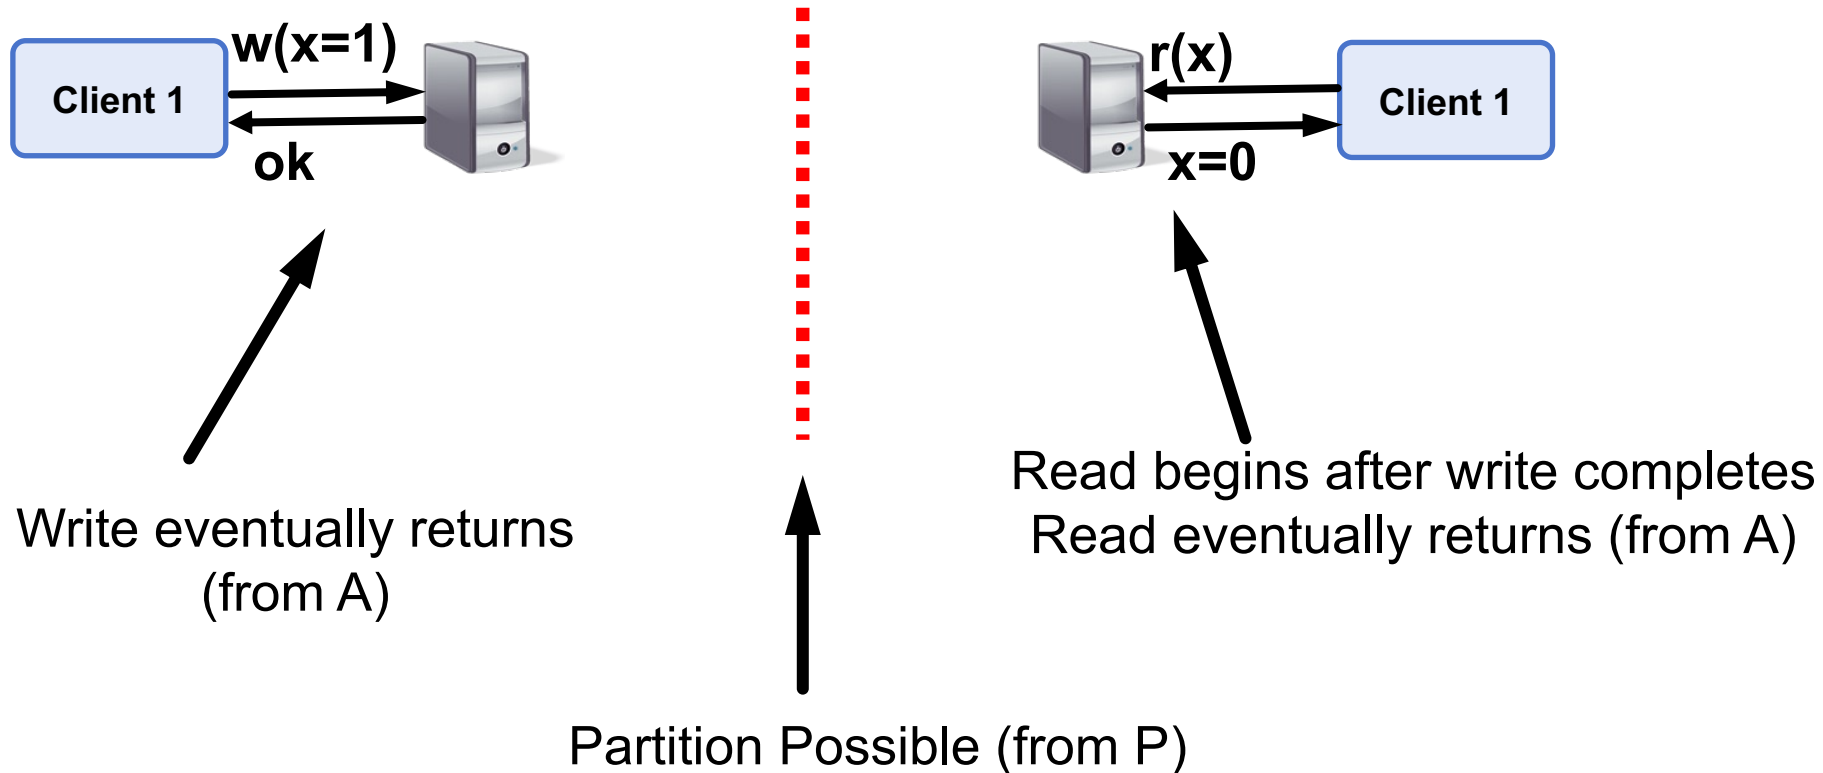 w(x=1)
Client 1
ok
r(x)
Client 1
x=0
Write eventually returns
(from A)
Read begins after write completes
Read eventually returns (from A)
Partition Possible (from P)